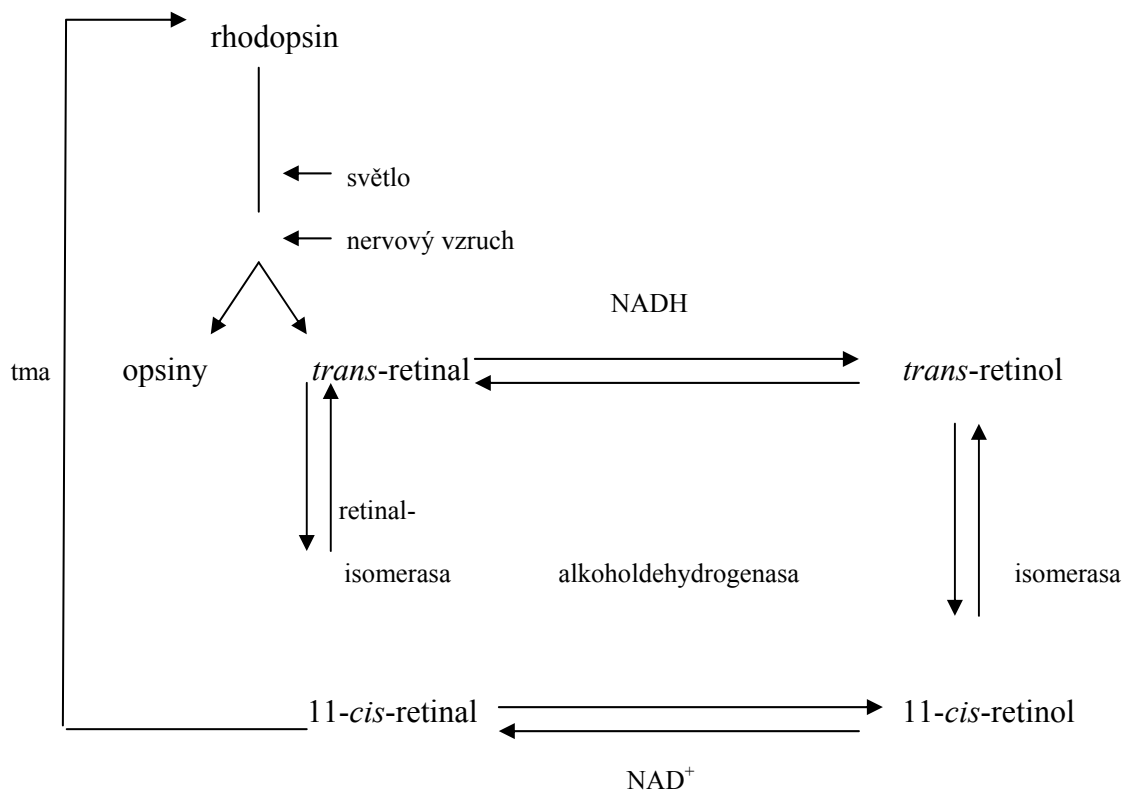 rhodopsin
světlo
nervový vzruch
NADH
tma
opsiny
trans-retinal
trans-retinol
retinal-
isomerasa
alkoholdehydrogenasa
isomerasa
11-cis-retinal
11-cis-retinol
NAD⁺